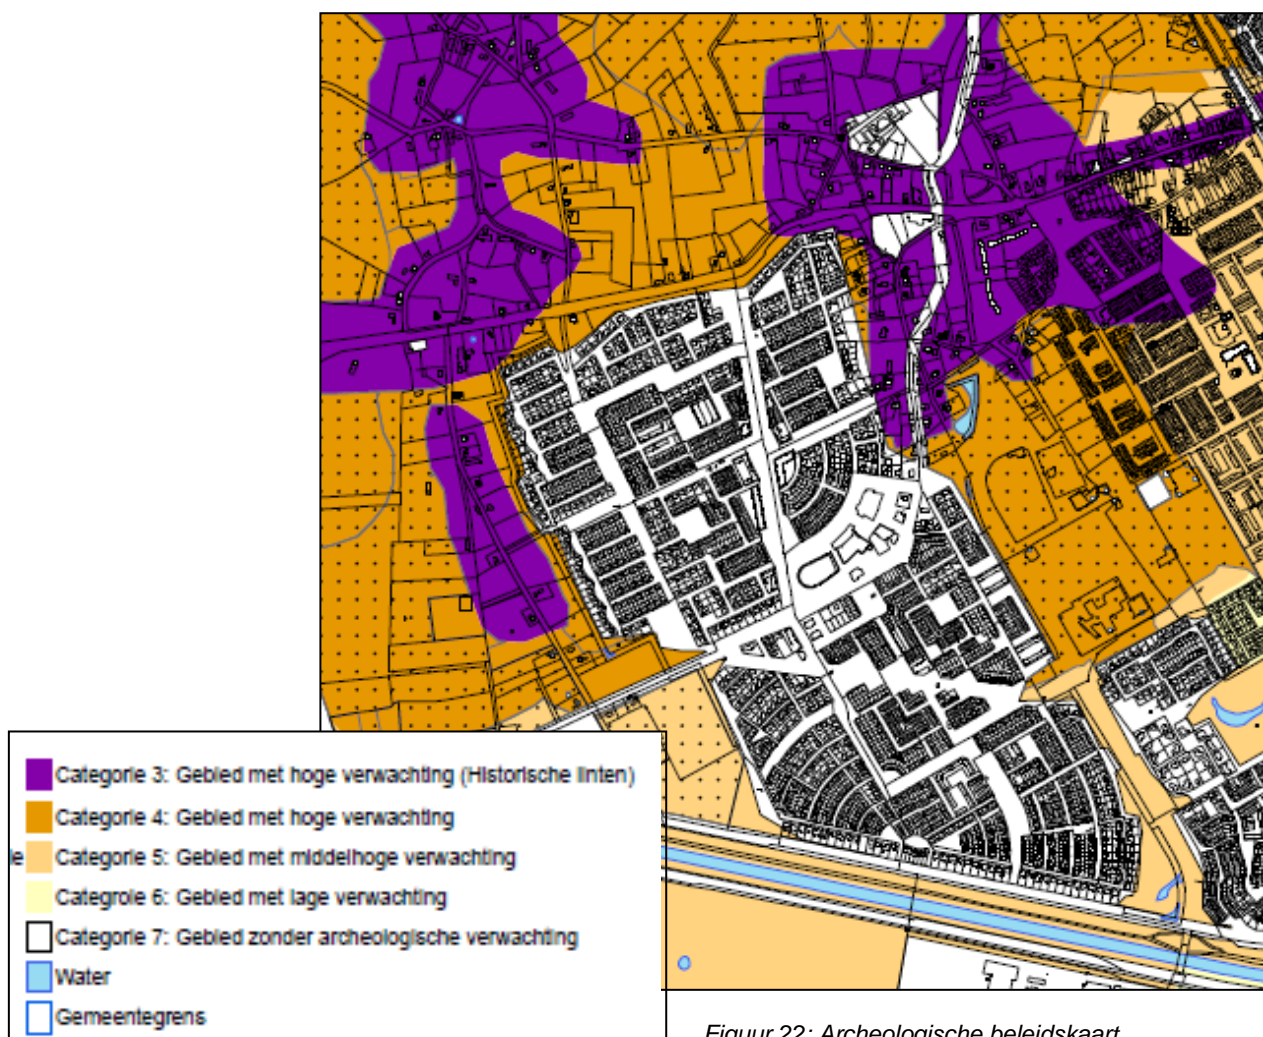 Categorie 3: Gebied met hoge verwachting (Historische linten)
Categorie 4: Gebied met hoge verwachting
le
Categorie 5: Gebied met middelhoge verwachting
Categroie 6: Gebied met lage verwachting
Categorie 7: Gebied zonder archeologische verwachting
Water
Gemeentegrens
Figuur 22: Archeologische beleidskaart